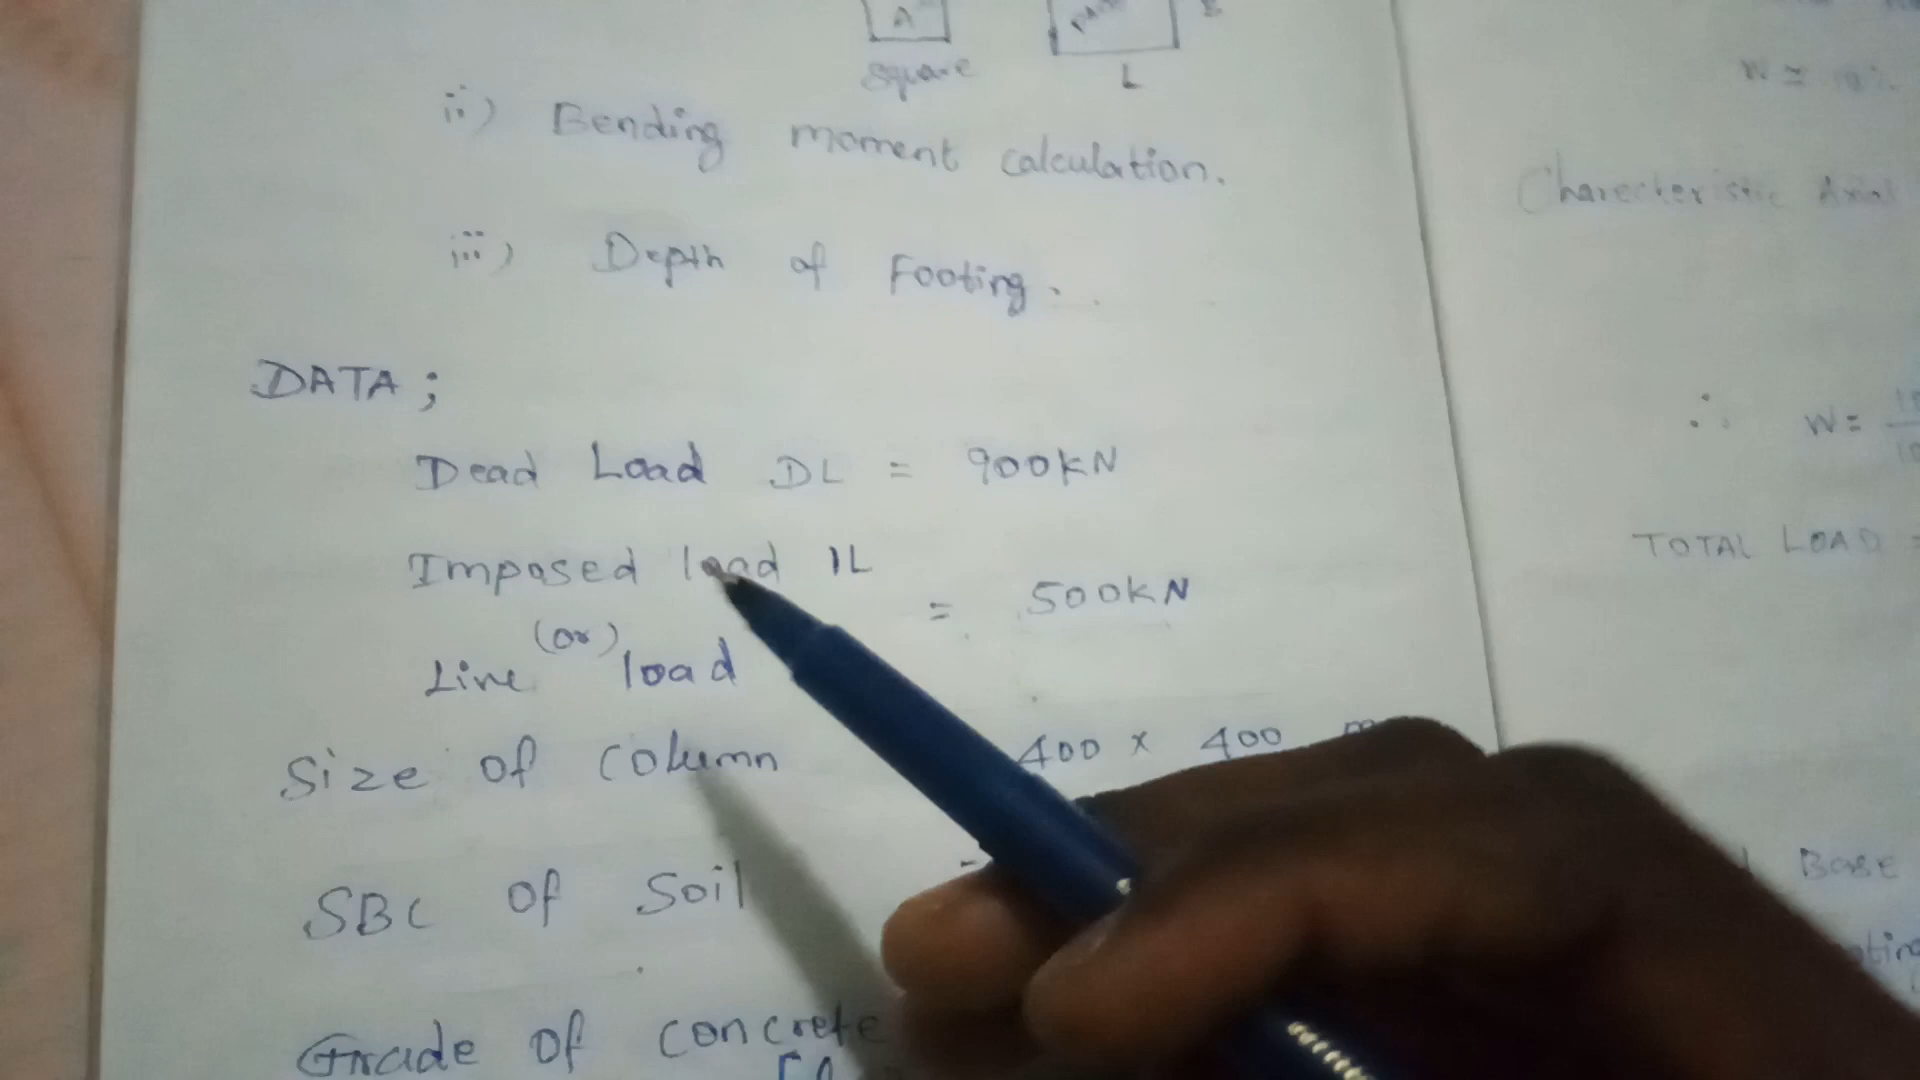 A
Square
L
ii) Bending moment calculation.
iii) Depth of Footing.
DATA;
Dead Load DL = 900KN
Imposed load IL
(or)
= 500KN
Live load
Size of column 400 x 400
SBC of Soil
Grade of concrete
Charecteristic Axial
W =
TOTAL LOAD =
Base